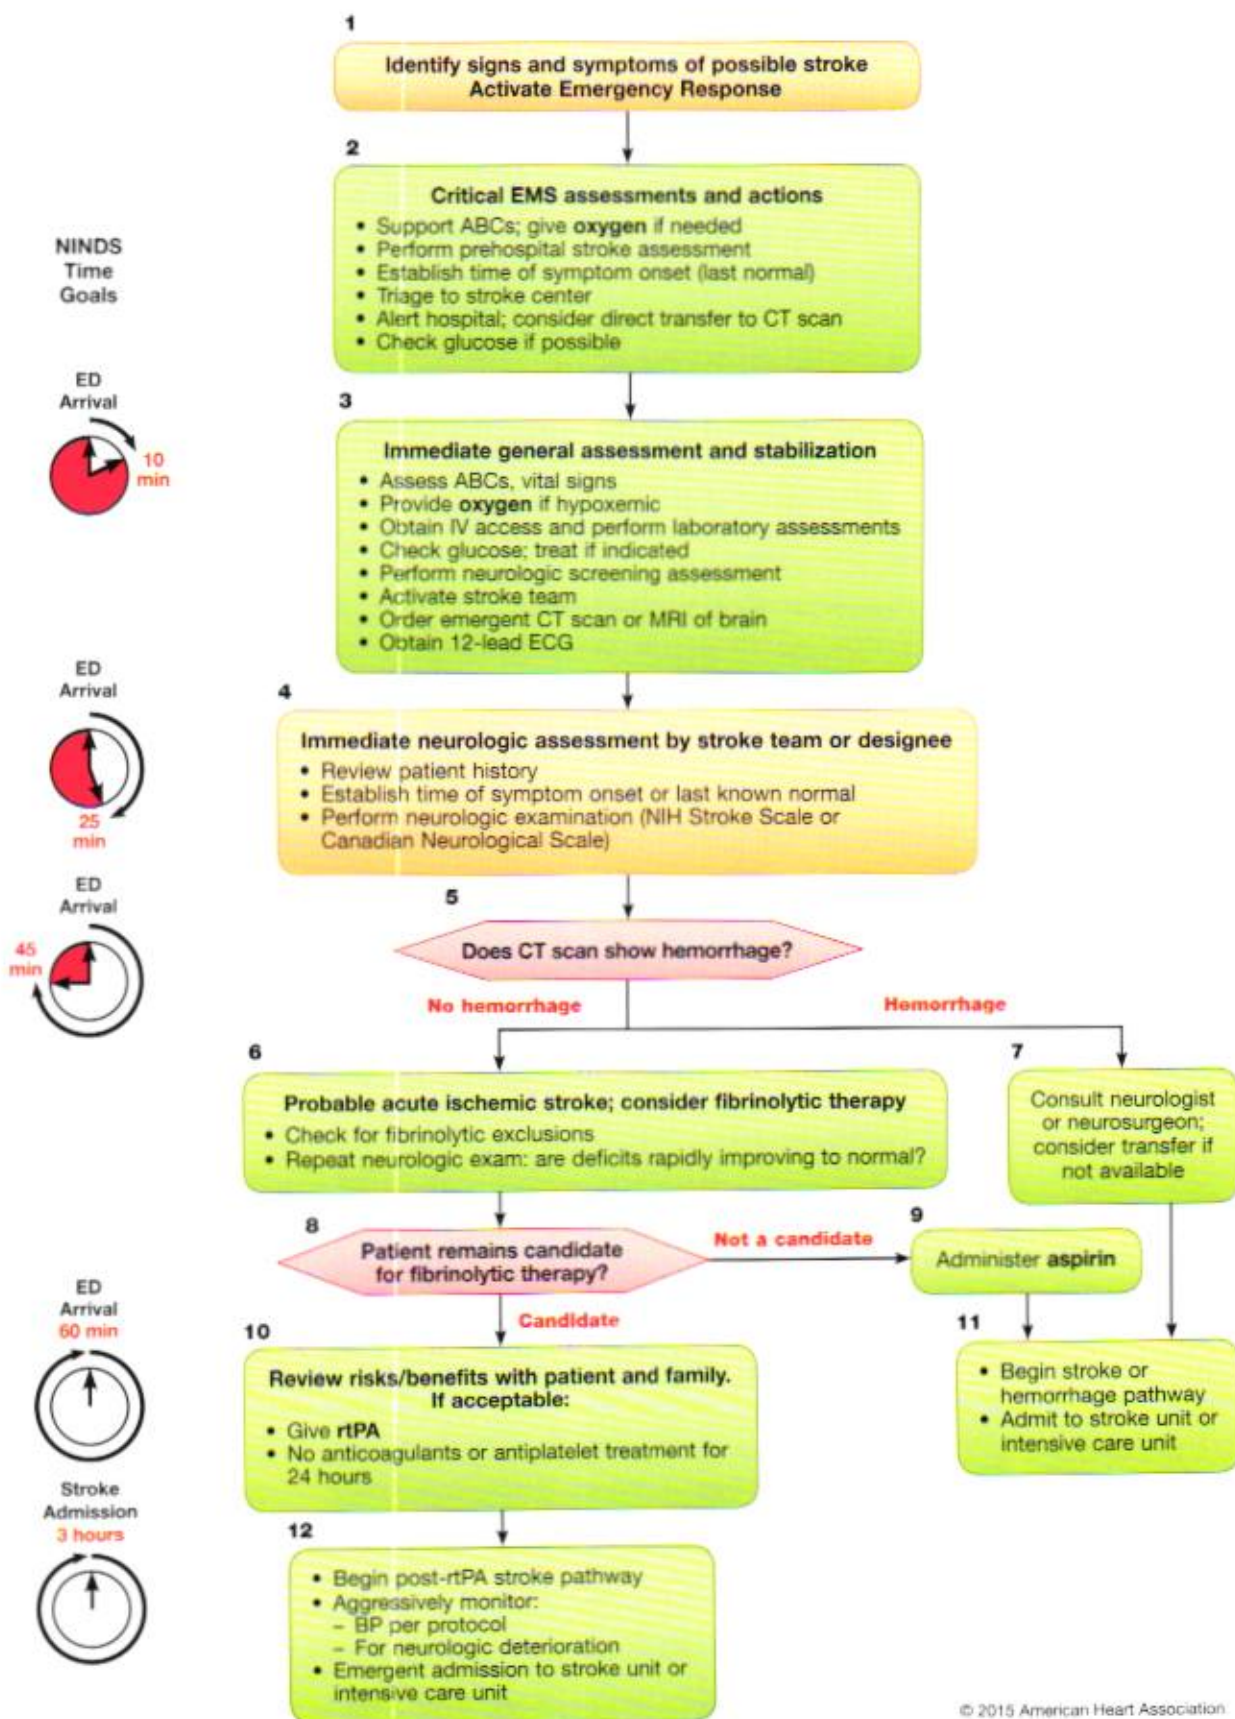 1
Identify signs and symptoms of possible stroke
Activate Emergency Response
2
Critical EMS assessments and actions
• Support ABCs; give oxygen if needed
• Perform prehospital stroke assessment
• Establish time of symptom onset (last normal)
• Triage to stroke center
• Alert hospital; consider direct transfer to CT scan
• Check glucose if possible
NINDS
Time
Goals
ED
Arrival
10
min
3
Immediate general assessment and stabilization
• Assess ABCs, vital signs
• Provide oxygen if hypoxemic
• Obtain IV access and perform laboratory assessments
• Check glucose; treat if indicated
• Perform neurologic screening assessment
• Activate stroke team
• Order emergent CT scan or MRI of brain
• Obtain 12-lead ECG
ED
Arrival
25
min
4
Immediate neurologic assessment by stroke team or designee
• Review patient history
• Establish time of symptom onset or last known normal
• Perform neurologic examination (NIH Stroke Scale or
Canadian Neurological Scale)
ED
Arrival
45
min
5
Does CT scan show hemorrhage?
No hemorrhage
Hemorrhage
6
Probable acute ischemic stroke; consider fibrinolytic therapy
• Check for fibrinolytic exclusions
• Repeat neurologic exam: are deficits rapidly improving to normal?
7
Consult neurologist
or neurosurgeon;
consider transfer if
not available
8
Patient remains candidate
for fibrinolytic therapy?
Not a candidate
9
Administer aspirin
Candidate
ED
Arrival
60 min
10
Review risks/benefits with patient and family.
If acceptable:
• Give rtPA
• No anticoagulants or antiplatelet treatment for
24 hours
11
• Begin stroke or
hemorrhage pathway
• Admit to stroke unit or
intensive care unit
Stroke
Admission
3 hours
12
• Begin post-rtPA stroke pathway
• Aggressively monitor:
– BP per protocol
– For neurologic deterioration
• Emergent admission to stroke unit or
intensive care unit
© 2015 American Heart Association